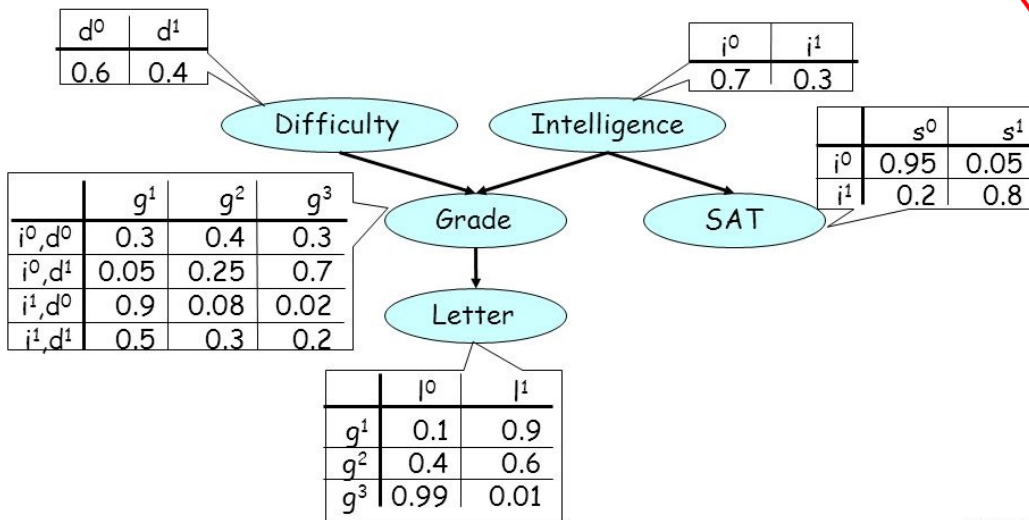 d⁰ d¹
0.6 0.4
i⁰ i¹
0.7 0.3
Difficulty
Intelligence
s⁰ s¹
i⁰ 0.95 0.05
i¹ 0.2 0.8
g¹ g² g³
i⁰,d⁰ 0.3 0.4 0.3
i⁰,d¹ 0.05 0.25 0.7
i¹,d⁰ 0.9 0.08 0.02
i¹,d¹ 0.5 0.3 0.2
Grade
SAT
Letter
l⁰ l¹
g¹ 0.1 0.9
g² 0.4 0.6
g³ 0.99 0.01